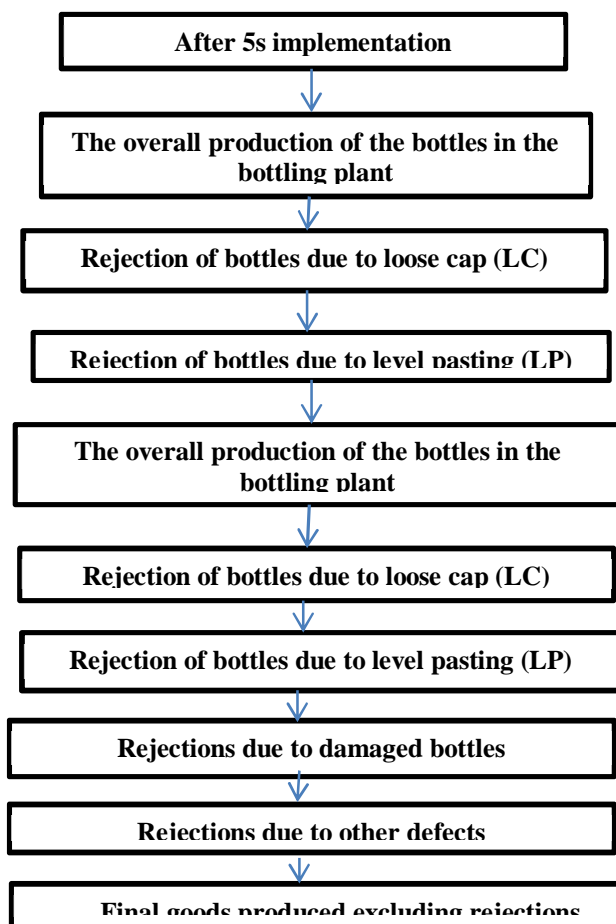 After 5s implementation
The overall production of the bottles in the
bottling plant
Rejection of bottles due to loose cap (LC)
Rejection of bottles due to level pasting (LP)
The overall production of the bottles in the
bottling plant
Rejection of bottles due to loose cap (LC)
Rejection of bottles due to level pasting (LP)
Rejections due to damaged bottles
Rejections due to other defects
Final goods produced excluding rejections